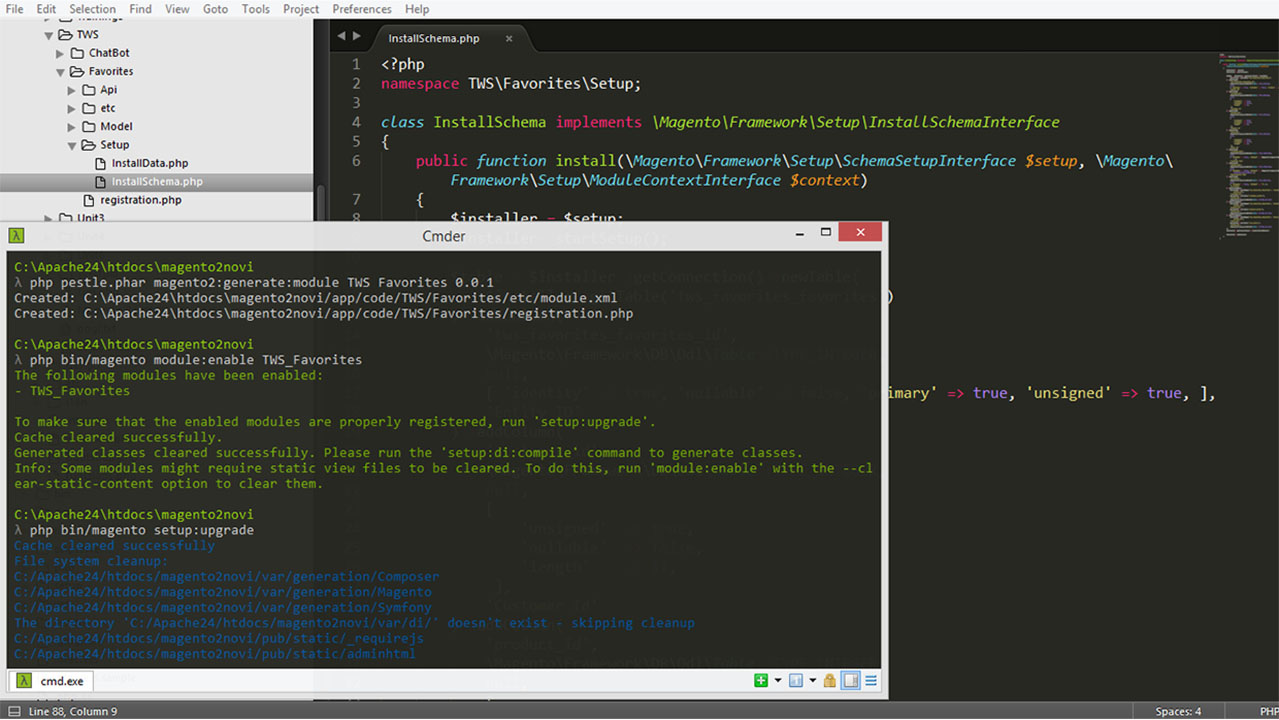 File Edit Selection Find View Goto Tools Project Preferences Help
TWS
ChatBot
Favorites
Api
etc
Model
Setup
InstallData.php
InstallSchema.php
registration.php
Unit3
InstallSchema.php ×
1 <?php
2 namespace TWS\Favorites\Setup;
3
4 class InstallSchema implements \Magento\Framework\Setup\InstallSchemaInterface
5 {
6 public function install(\Magento\Framework\Setup\SchemaSetupInterface $setup, \Magento\
Framework\Setup\ModuleContextInterface $context)
7 {
8 $installer = $setup;
=> true, 'unsigned' => true, ],
Cmder
C:\Apache24\htdocs\magento2novi
λ php pestle.phar magento2:generate:module TWS Favorites 0.0.1
Created: C:\Apache24\htdocs\magento2novi/app/code/TWS/Favorites/etc/module.xml
Created: C:\Apache24\htdocs\magento2novi/app/code/TWS/Favorites/registration.php
C:\Apache24\htdocs\magento2novi
λ php bin/magento module:enable TWS_Favorites
The following modules have been enabled:
- TWS_Favorites
To make sure that the enabled modules are properly registered, run 'setup:upgrade'.
Cache cleared successfully.
Generated classes cleared successfully. Please run the 'setup:di:compile' command to generate classes.
Info: Some modules might require static view files to be cleared. To do this, run 'module:enable' with the --cl
ear-static-content option to clear them.
C:\Apache24\htdocs\magento2novi
λ php bin/magento setup:upgrade
Cache cleared successfully
File system cleanup:
C:/Apache24/htdocs/magento2novi/var/generation/Composer
C:/Apache24/htdocs/magento2novi/var/generation/Magento
C:/Apache24/htdocs/magento2novi/var/generation/Symfony
The directory 'C:/Apache24/htdocs/magento2novi/var/di/' doesn't exist - skipping cleanup
C:/Apache24/htdocs/magento2novi/pub/static/_requirejs
C:/Apache24/htdocs/magento2novi/pub/static/adminhtml
cmd.exe
Line 88, Column 9
Spaces: 4
PHP